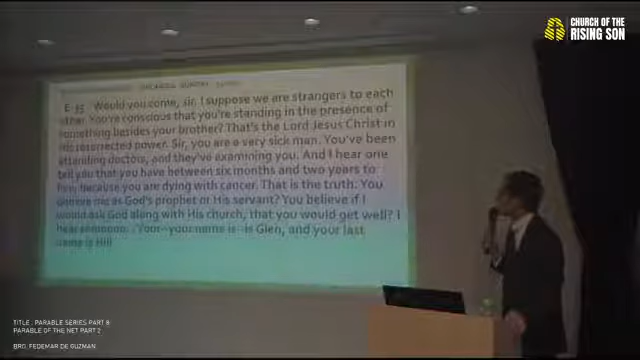 CHURCH OF THE
RISING SON
E-35 Would you come, sir. I suppose we are strangers to each
other. You're conscious that you're standing in the presence of
something besides your brother? That's the Lord Jesus Christ in
His resurrected power. Sir, you are a very sick man. You've been
attending doctors, and they've examining you. And I hear one
tell you that you have between six months and two years to
live, because you are dying with cancer. That is the truth. You
believe me as God's prophet or His servant? You believe if I
would ask God along with His church, that you would get well? I
hear someone. Your--your name is--is Glen, and your last
name is Hill
TITLE : PARABLE SERIES PART 8
PARABLE OF THE NET PART 2
BRO. FEDEMAR DE GUZMAN